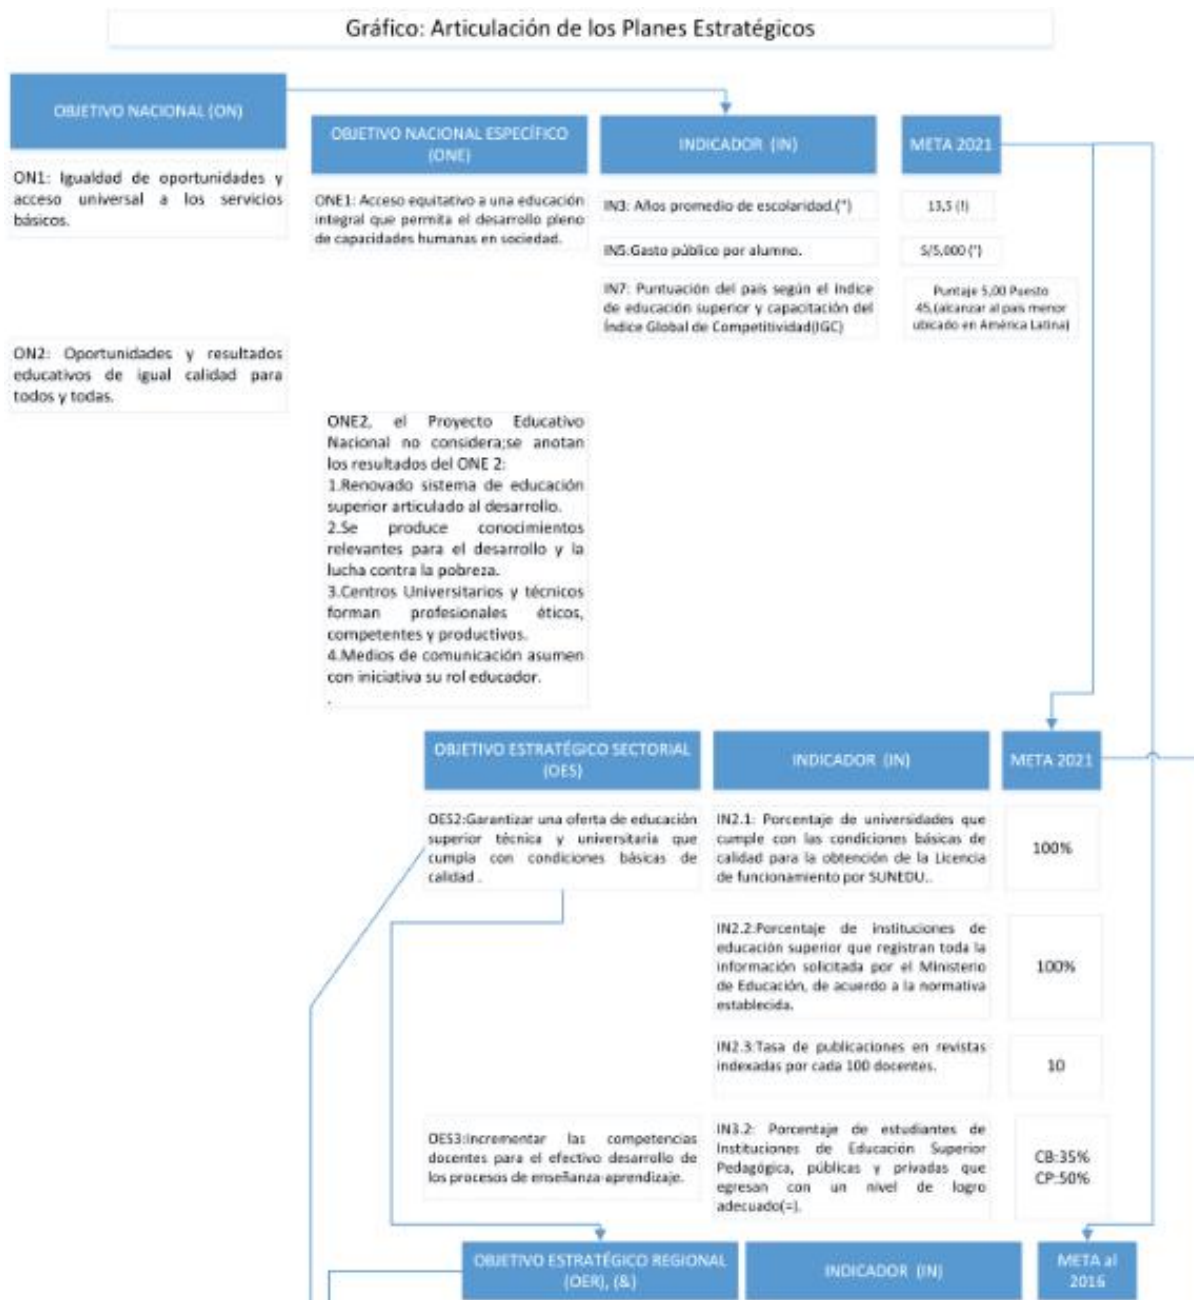 Gráfico: Articulación de los Planes Estratégicos
OBJETIVO NACIONAL (ON)
OBJETIVO NACIONAL ESPECÍFICO
(ONE)
INDICADOR (IN)
META 2021
ON1: Igualdad de oportunidades y
acceso universal a los servicios
básicos.
ONE1: Acceso equitativo a una educación
integral que permita el desarrollo pleno
de capacidades humanas en sociedad.
IN3: Años promedio de escolaridad.(*)
13,5 (!)
IN5:Gasto público por alumno.
S/5,000 (*)
IN7: Puntuación del país según el índice
de educación superior y capacitación del
Índice Global de Competitividad(IGC)
Puntaje 5,00 Puesto
45,(alcanzar al país menor
ubicado en América Latina)
ON2: Oportunidades y resultados
educativos de igual calidad para
todos y todas.
ONE2, el Proyecto Educativo
Nacional no considera;se anotan
los resultados del ONE 2:
1.Renovado sistema de educación
superior articulado al desarrollo.
2.Se produce conocimientos
relevantes para el desarrollo y la
lucha contra la pobreza.
3.Centros Universitarios y técnicos
forman profesionales éticos,
competentes y productivos.
4.Medios de comunicación asumen
con iniciativa su rol educador.
.
OBJETIVO ESTRATÉGICO SECTORIAL
(OES)
INDICADOR (IN)
META 2021
OES2:Garantizar una oferta de educación
superior técnica y universitaria que
cumpla con condiciones básicas de
calidad .
IN2.1: Porcentaje de universidades que
cumple con las condiciones básicas de
calidad para la obtención de la Licencia
de funcionamiento por SUNEDU..
100%
IN2.2:Porcentaje de instituciones de
educación superior que registran toda la
información solicitada por el Ministerio
de Educación, de acuerdo a la normativa
establecida.
100%
IN2.3:Tasa de publicaciones en revistas
indexadas por cada 100 docentes.
10
OES3:Incrementar las competencias
docentes para el efectivo desarrollo de
los procesos de enseñanza-aprendizaje.
IN3.2: Porcentaje de estudiantes de
Instituciones de Educación Superior
Pedagógica, públicas y privadas que
egresan con un nivel de logro
adecuado(=).
CB:35%
CP:50%
OBJETIVO ESTRATÉGICO REGIONAL
(OER), (&)
INDICADOR (IN)
META al
2016